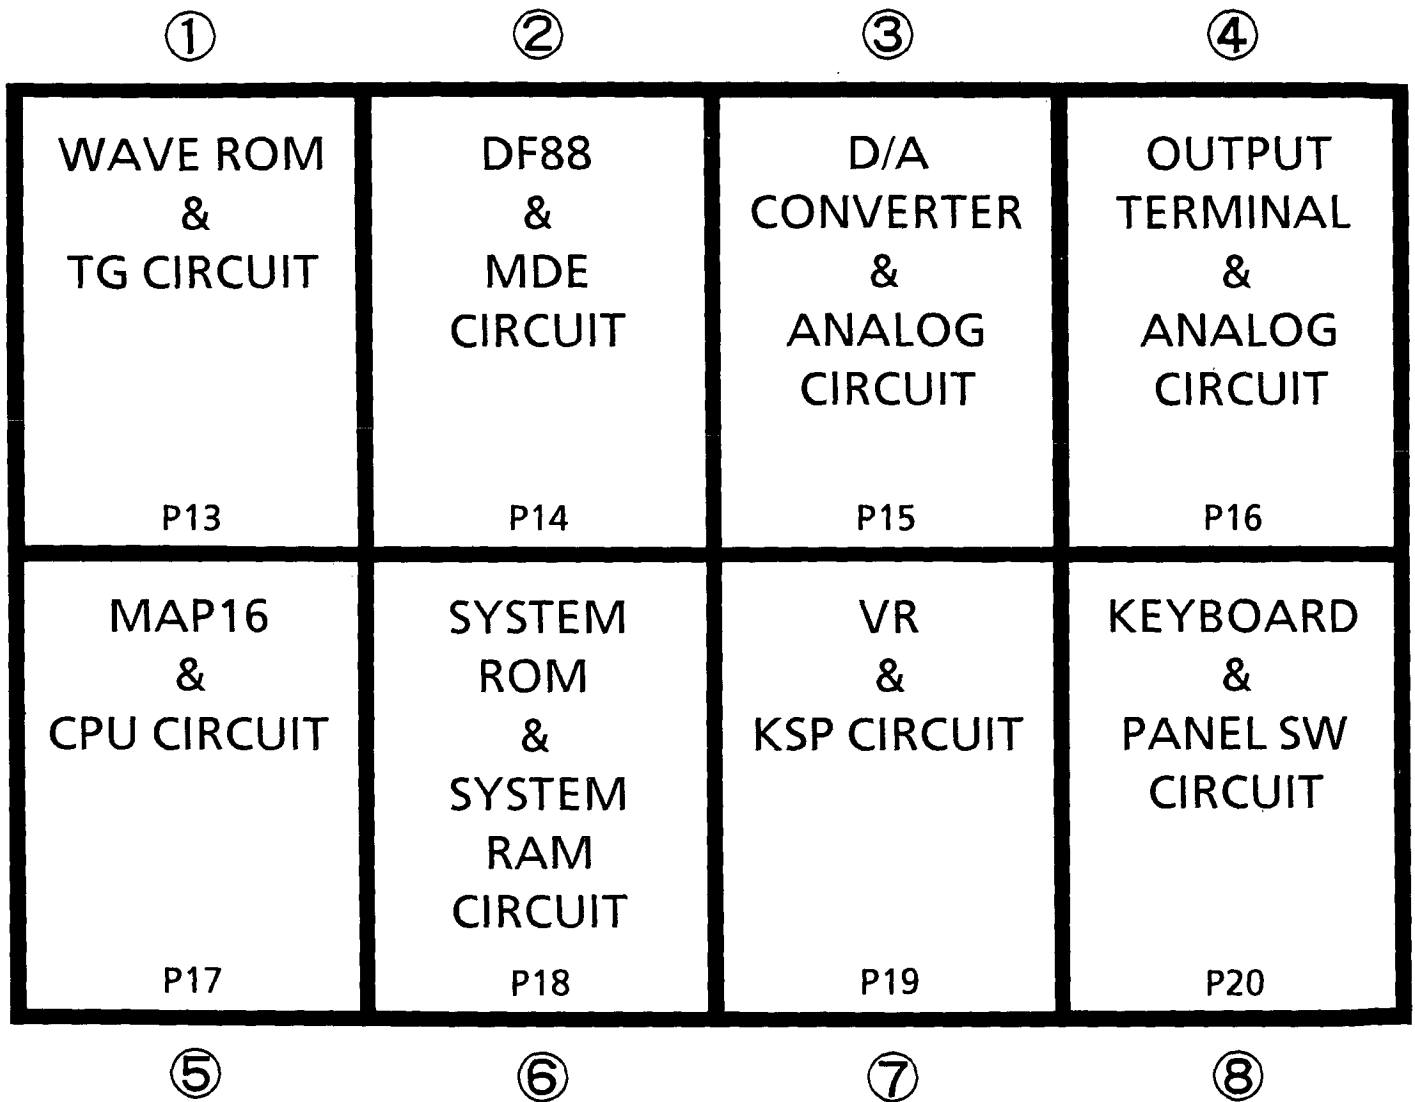 ①
②
③
④
WAVE ROM
&
TG CIRCUIT
P13
DF88
&
MDE
CIRCUIT
P14
D/A
CONVERTER
&
ANALOG
CIRCUIT
P15
OUTPUT
TERMINAL
&
ANALOG
CIRCUIT
P16
MAP16
&
CPU CIRCUIT
P17
SYSTEM
ROM
&
SYSTEM
RAM
CIRCUIT
P18
VR
&
KSP CIRCUIT
P19
KEYBOARD
&
PANEL SW
CIRCUIT
P20
⑤
⑥
⑦
⑧